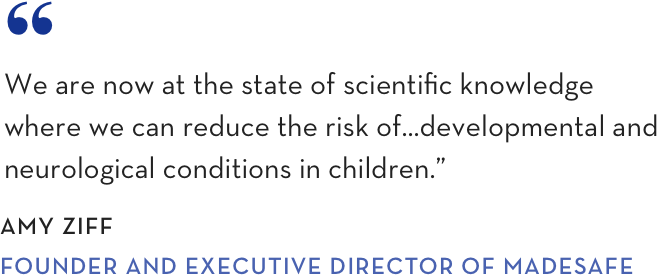 “
We are now at the state of scientific knowledge
where we can reduce the risk of...developmental and
neurological conditions in children.”
AMY ZIFF
FOUNDER AND EXECUTIVE DIRECTOR OF MADESAFE